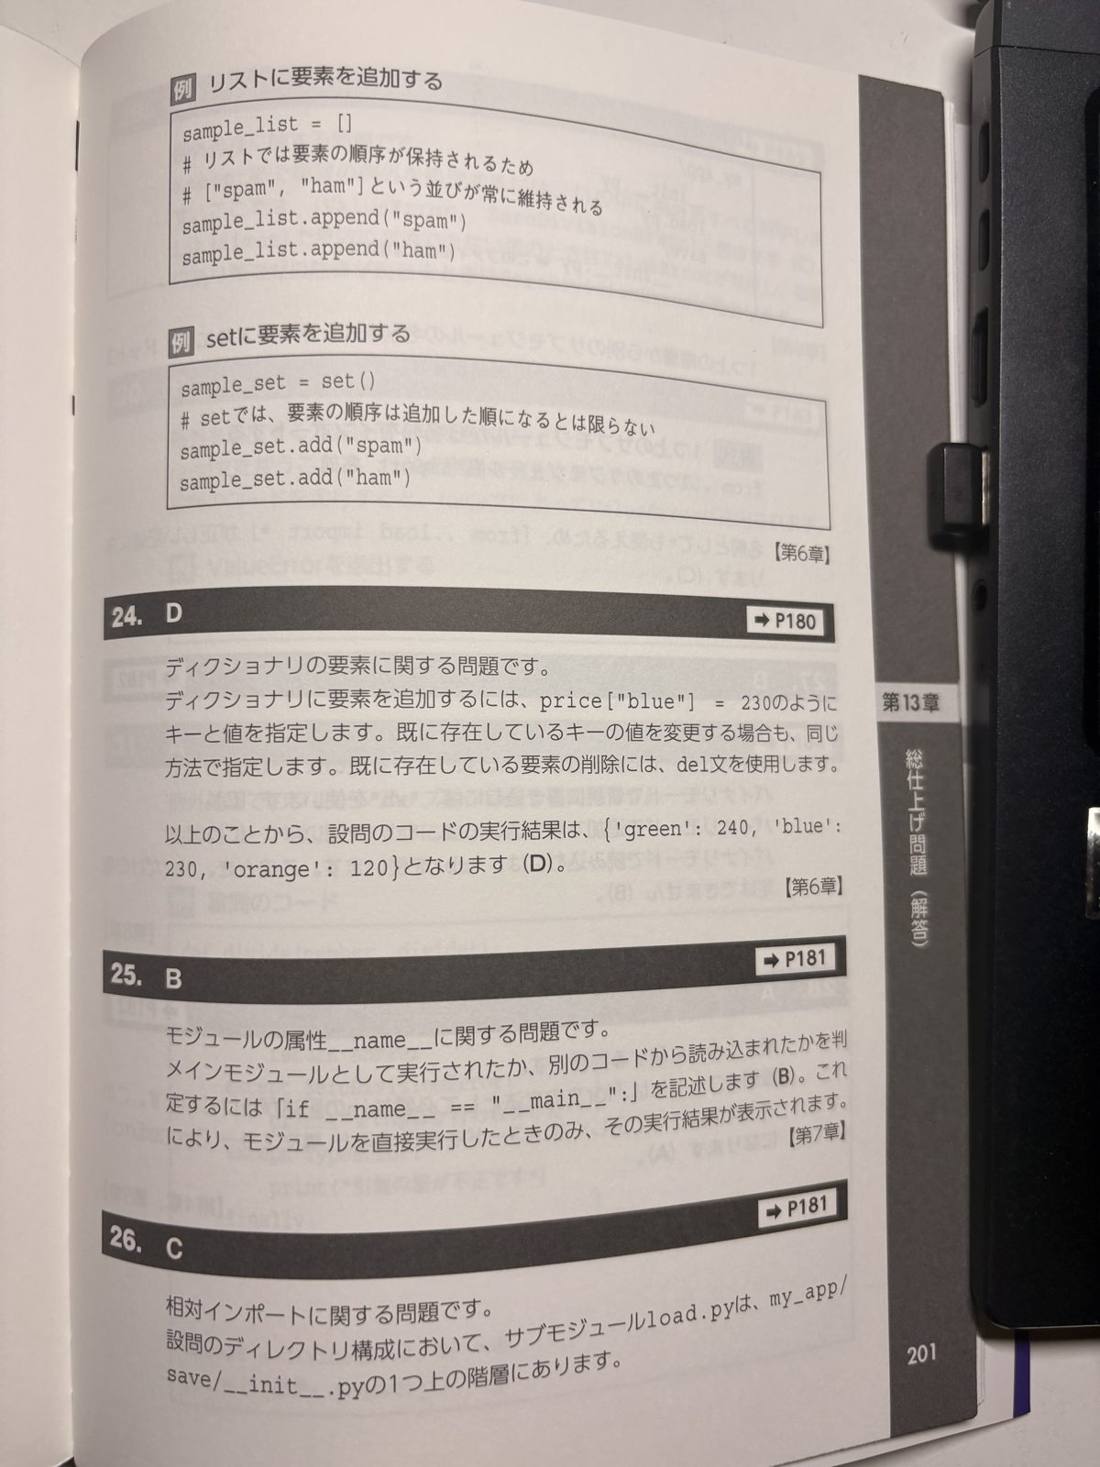 例 リストに要素を追加する
sample_list = []
# リストでは要素の順序が保持されるため
# ["spam", "ham"]という並びが常に維持される
sample_list.append("spam")
sample_list.append("ham")
例 setに要素を追加する
sample_set = set()
# setでは、要素の順序は追加した順になるとは限らない
sample_set.add("spam")
sample_set.add("ham")
【第6章】
24. D ➡ P180
ディクショナリの要素に関する問題です。
ディクショナリに要素を追加するには、price["blue"] = 230のように
キーと値を指定します。既に存在しているキーの値を変更する場合も、同じ
方法で指定します。既に存在している要素の削除には、del文を使用します。
以上のことから、設問のコードの実行結果は、{'green': 240, 'blue':
230, 'orange': 120}となります（D）。
【第6章】
25. B ➡ P181
モジュールの属性__name__に関する問題です。
メインモジュールとして実行されたか、別のコードから読み込まれたかを判
定するには「if __name__ == "__main__":」を記述します（B）。これ
により、モジュールを直接実行したときのみ、その実行結果が表示されます。
【第7章】
26. C ➡ P181
相対インポートに関する問題です。
設問のディレクトリ構成において、サブモジュールload.pyは、my_app/
save/__init__.pyの1つ上の階層にあります。
第13章
総仕上げ問題（解答）
201